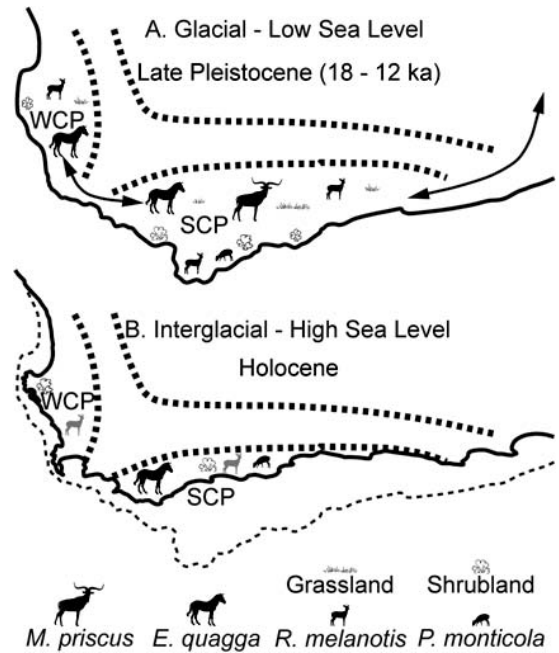 A. Glacial - Low Sea Level
Late Pleistocene (18 - 12 ka)
WCP
SCP
B. Interglacial - High Sea Level
Holocene
WCP
SCP
Grassland Shrubland
M. priscus E. quagga R. melanotis P. monticola